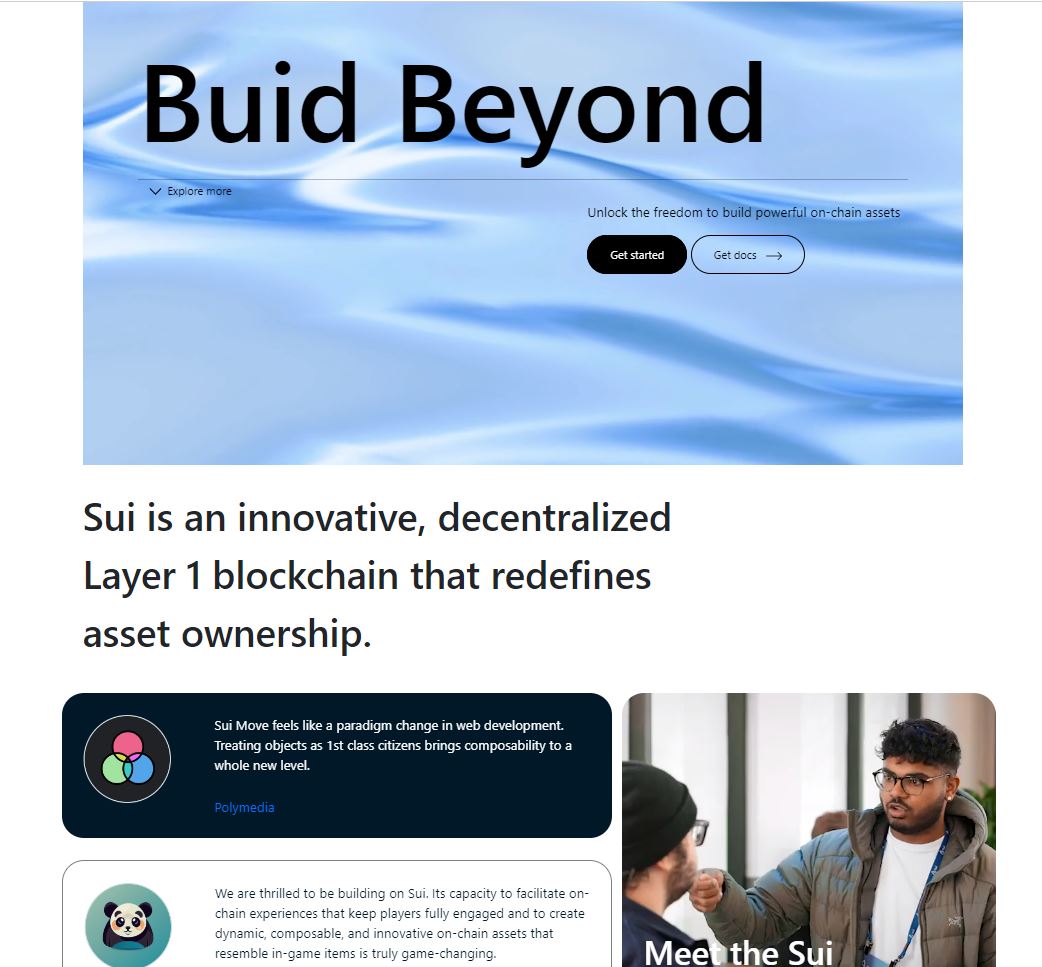 Buid Beyond
Explore more
Unlock the freedom to build powerful on-chain assets
Get started
Get docs
Sui is an innovative, decentralized
Layer 1 blockchain that redefines
asset ownership.
Sui Move feels like a paradigm change in web development.
Treating objects as 1st class citizens brings composability to a
whole new level.
Polymedia
We are thrilled to be building on Sui. Its capacity to facilitate on-
chain experiences that keep players fully engaged and to create
dynamic, composable, and innovative on-chain assets that
resemble in-game items is truly game-changing.
Meet the Sui